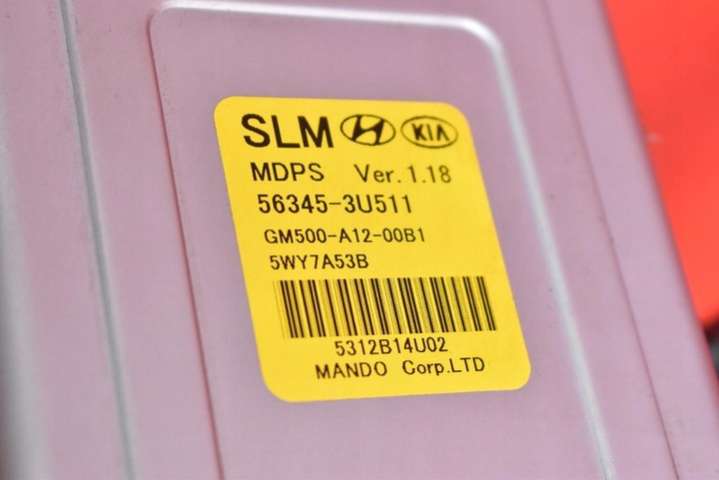 SLM KIA
MDPS Ver.1.18
56345-3U511
GM500-A12-00B1
5WY7A53B
5312B14U02
MANDO Corp.LTD